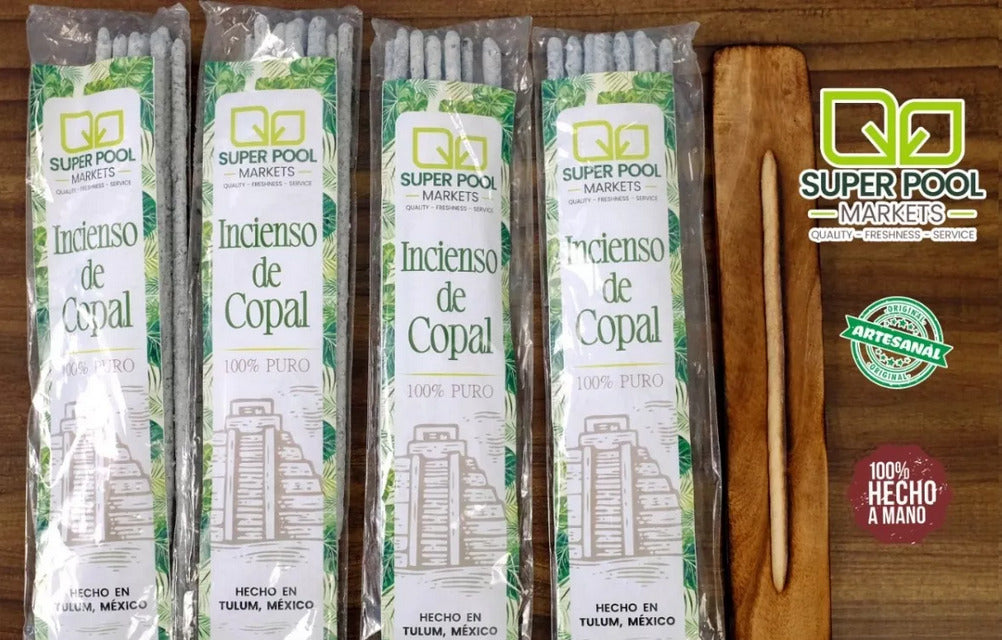 SUPER POOL
MARKETS
QUALITY - FRESHNESS - SERVICE
Incienso
de
Copal
100% PURO
HECHO EN
TULUM, MÉXICO
SUPER POOL
MARKETS
QUALITY - FRESHNESS - SERVICE
Incienso
de
Copal
100% PURO
HECHO EN
TULUM, MÉXICO
SUPER POOL
MARKETS
QUALITY - FRESHNESS - SERVICE
Incienso
de
Copal
100% PURO
HECHO EN
TULUM, MÉXICO
SUPER POOL
MARKETS
QUALITY - FRESHNESS - SERVICE
Incienso
de
Copal
100% PURO
HECHO EN
TULUM, MÉXICO
SUPER POOL
MARKETS
QUALITY - FRESHNESS - SERVICE
ORIGINAL
ARTESANÁL
ORIGINAL
100%
HECHO
A MANO